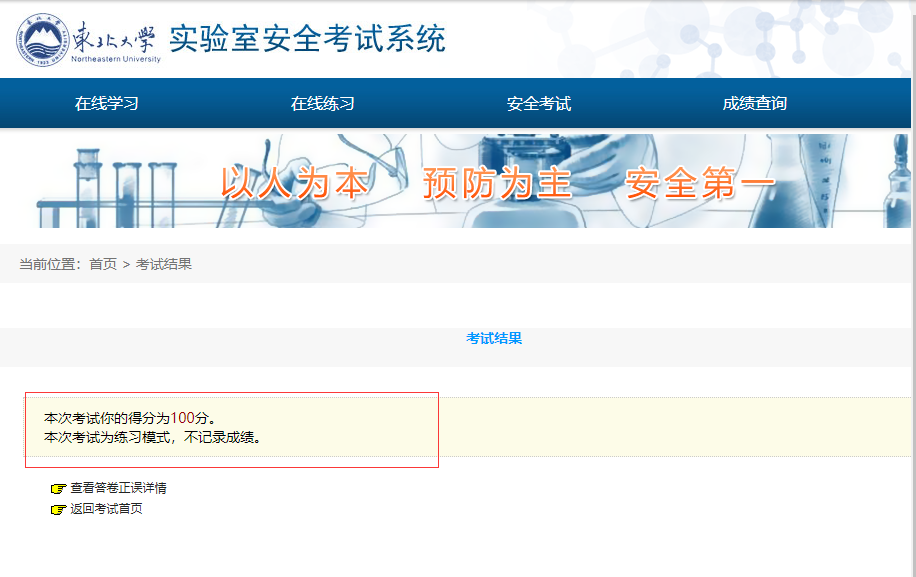 東北大学 实验室安全考试系统
Northeastern University
在线学习 在线练习 安全考试 成绩查询
以人为本 预防为主 安全第一
当前位置：首页 > 考试结果
考试结果
本次考试你的得分为100分。
本次考试为练习模式，不记录成绩。
查看答卷正误详情
返回考试首页